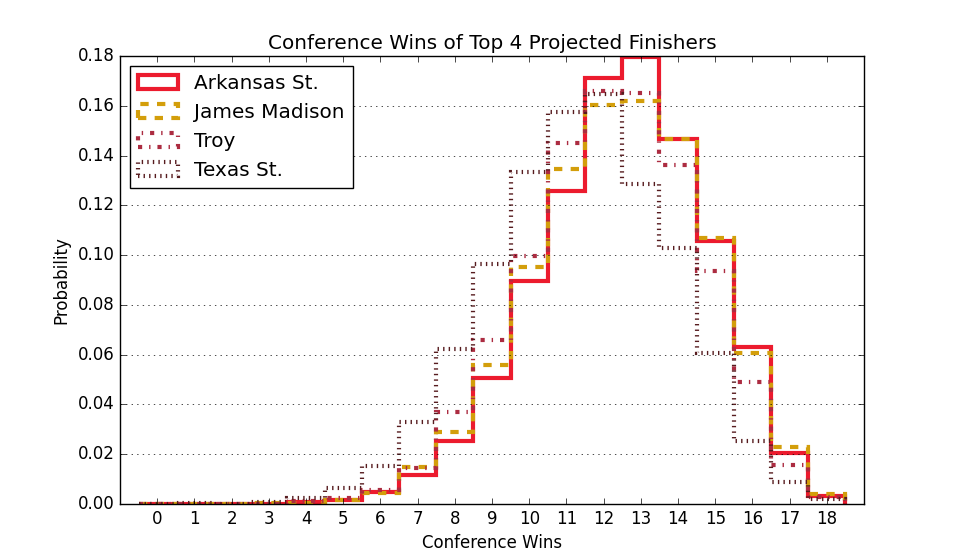 Conference Wins of Top 4 Projected Finishers
Arkansas St.
James Madison
Troy
Texas St.
0.18
0.16
0.14
0.12
0.10
0.08
0.06
0.04
0.02
0.00
Probability
0 1 2 3 4 5 6 7 8 9 10 11 12 13 14 15 16 17 18
Conference Wins